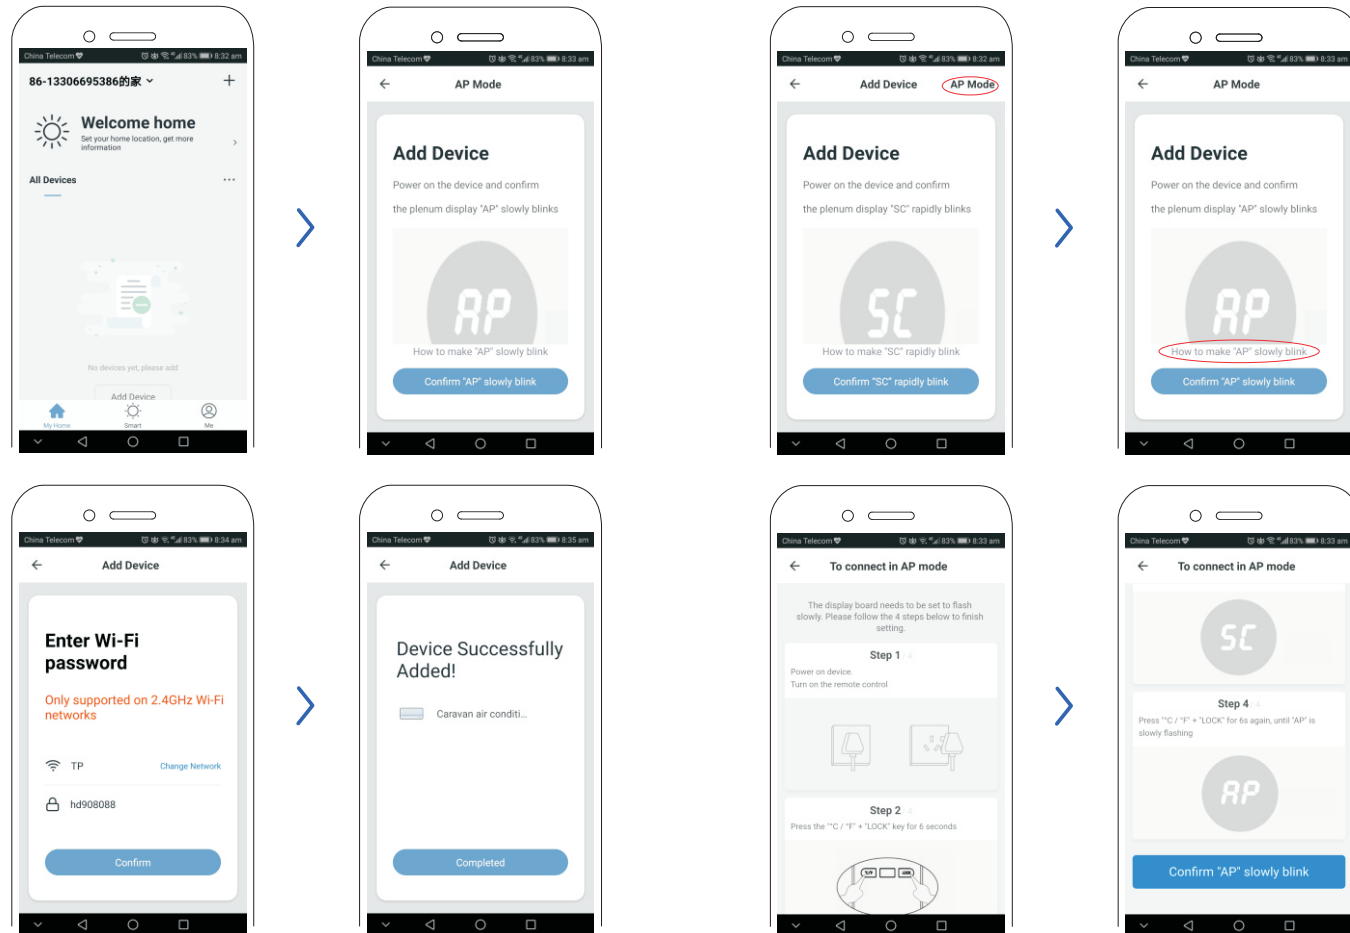 China Telecom 83% 8:32 am
86-13306695386的家
Welcome home
Set your home location, get more
information
All Devices
No devices yet, please add
Add Device
My Home Smart Me
China Telecom 83% 8:33 am
AP Mode
Add Device
Power on the device and confirm
the plenum display "AP" slowly blinks
AP
How to make "AP" slowly blink
Confirm "AP" slowly blink
China Telecom 83% 8:32 am
Add Device AP Mode
Add Device
Power on the device and confirm
the plenum display "SC" rapidly blinks
SC
How to make "SC" rapidly blink
Confirm "SC" rapidly blink
China Telecom 83% 8:33 am
AP Mode
Add Device
Power on the device and confirm
the plenum display "AP" slowly blinks
AP
How to make "AP" slowly blink
Confirm "AP" slowly blink
China Telecom 83% 8:34 am
Add Device
Enter Wi-Fi
password
Only supported on 2.4GHz Wi-Fi
networks
TP Change Network
hd908088
Confirm
China Telecom 83% 8:35 am
Add Device
Device Successfully
Added!
Caravan air conditi...
Completed
China Telecom 83% 8:33 am
To connect in AP mode
The display board needs to be set to flash
slowly. Please follow the 4 steps below to finish
setting.
Step 1 / 4
Power on device.
Turn on the remote control
Step 2 / 4
Press the "°C / °F" + "LOCK" key for 6 seconds
China Telecom 83% 8:33 am
To connect in AP mode
SC
Step 4 / 4
Press "°C / °F" + "LOCK" for 6s again, until "AP" is
slowly flashing
AP
Confirm "AP" slowly blink